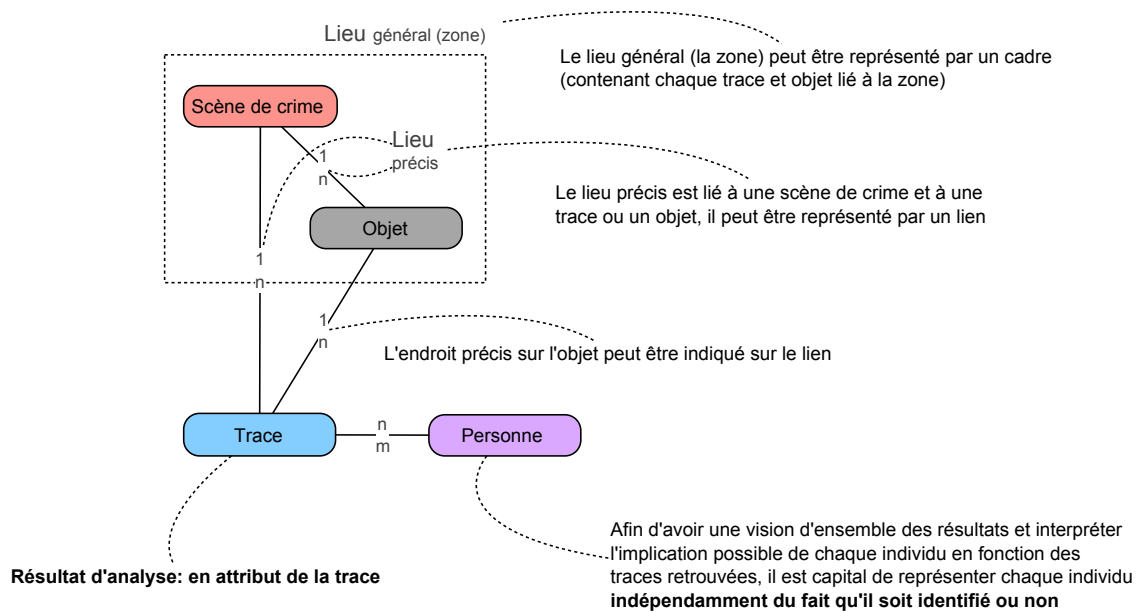 Lieu général (zone)
Le lieu général (la zone) peut être représenté par un cadre
(contenant chaque trace et objet lié à la zone)
Scène de crime
Lieu
précis
1
n
Le lieu précis est lié à une scène de crime et à une
trace ou un objet, il peut être représenté par un lien
Objet
1
n
1
n
L'endroit précis sur l'objet peut être indiqué sur le lien
Trace
n
m
Personne
Afin d'avoir une vision d'ensemble des résultats et interpréter
l'implication possible de chaque individu en fonction des
traces retrouvées, il est capital de représenter chaque individu
indépendamment du fait qu'il soit identifié ou non
Résultat d'analyse: en attribut de la trace